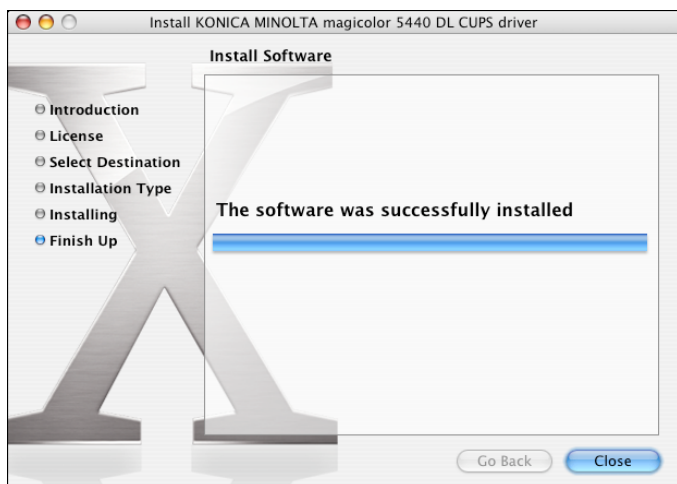 Install KONICA MINOLTA magicolor 5440 DL CUPS driver
Install Software
Introduction
License
Select Destination
Installation Type
Installing
Finish Up
The software was successfully installed
Go Back
Close